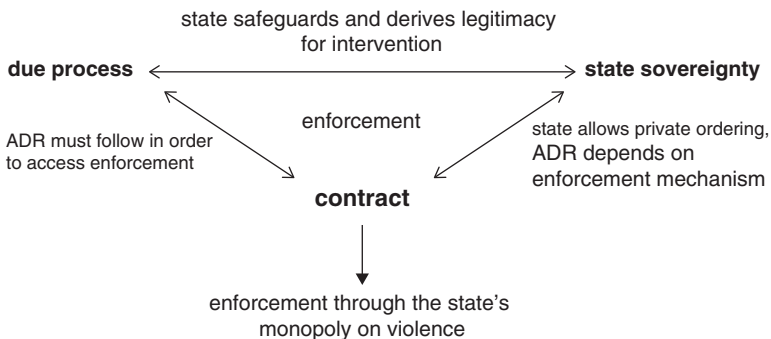 state safeguards and derives legitimacy
for intervention
due process
state sovereignty
enforcement
ADR must follow in order
to access enforcement
state allows private ordering,
ADR depends on
enforcement mechanism
contract
enforcement through the state's
monopoly on violence